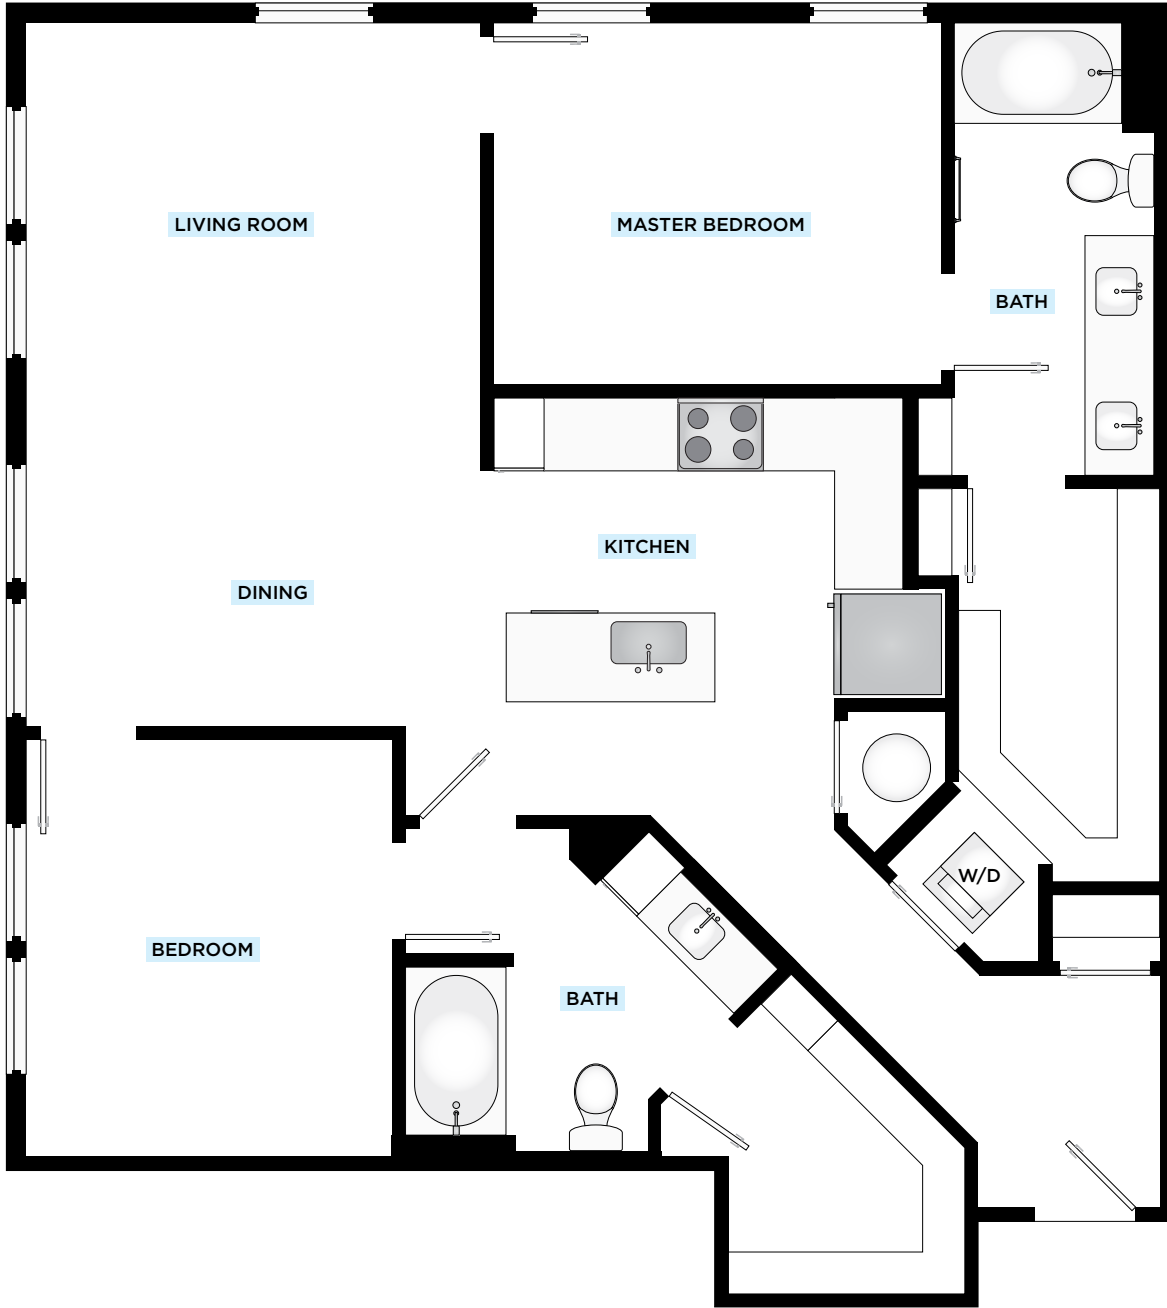 LIVING ROOM
MASTER BEDROOM
BATH
KITCHEN
DINING
W/D
BEDROOM
BATH